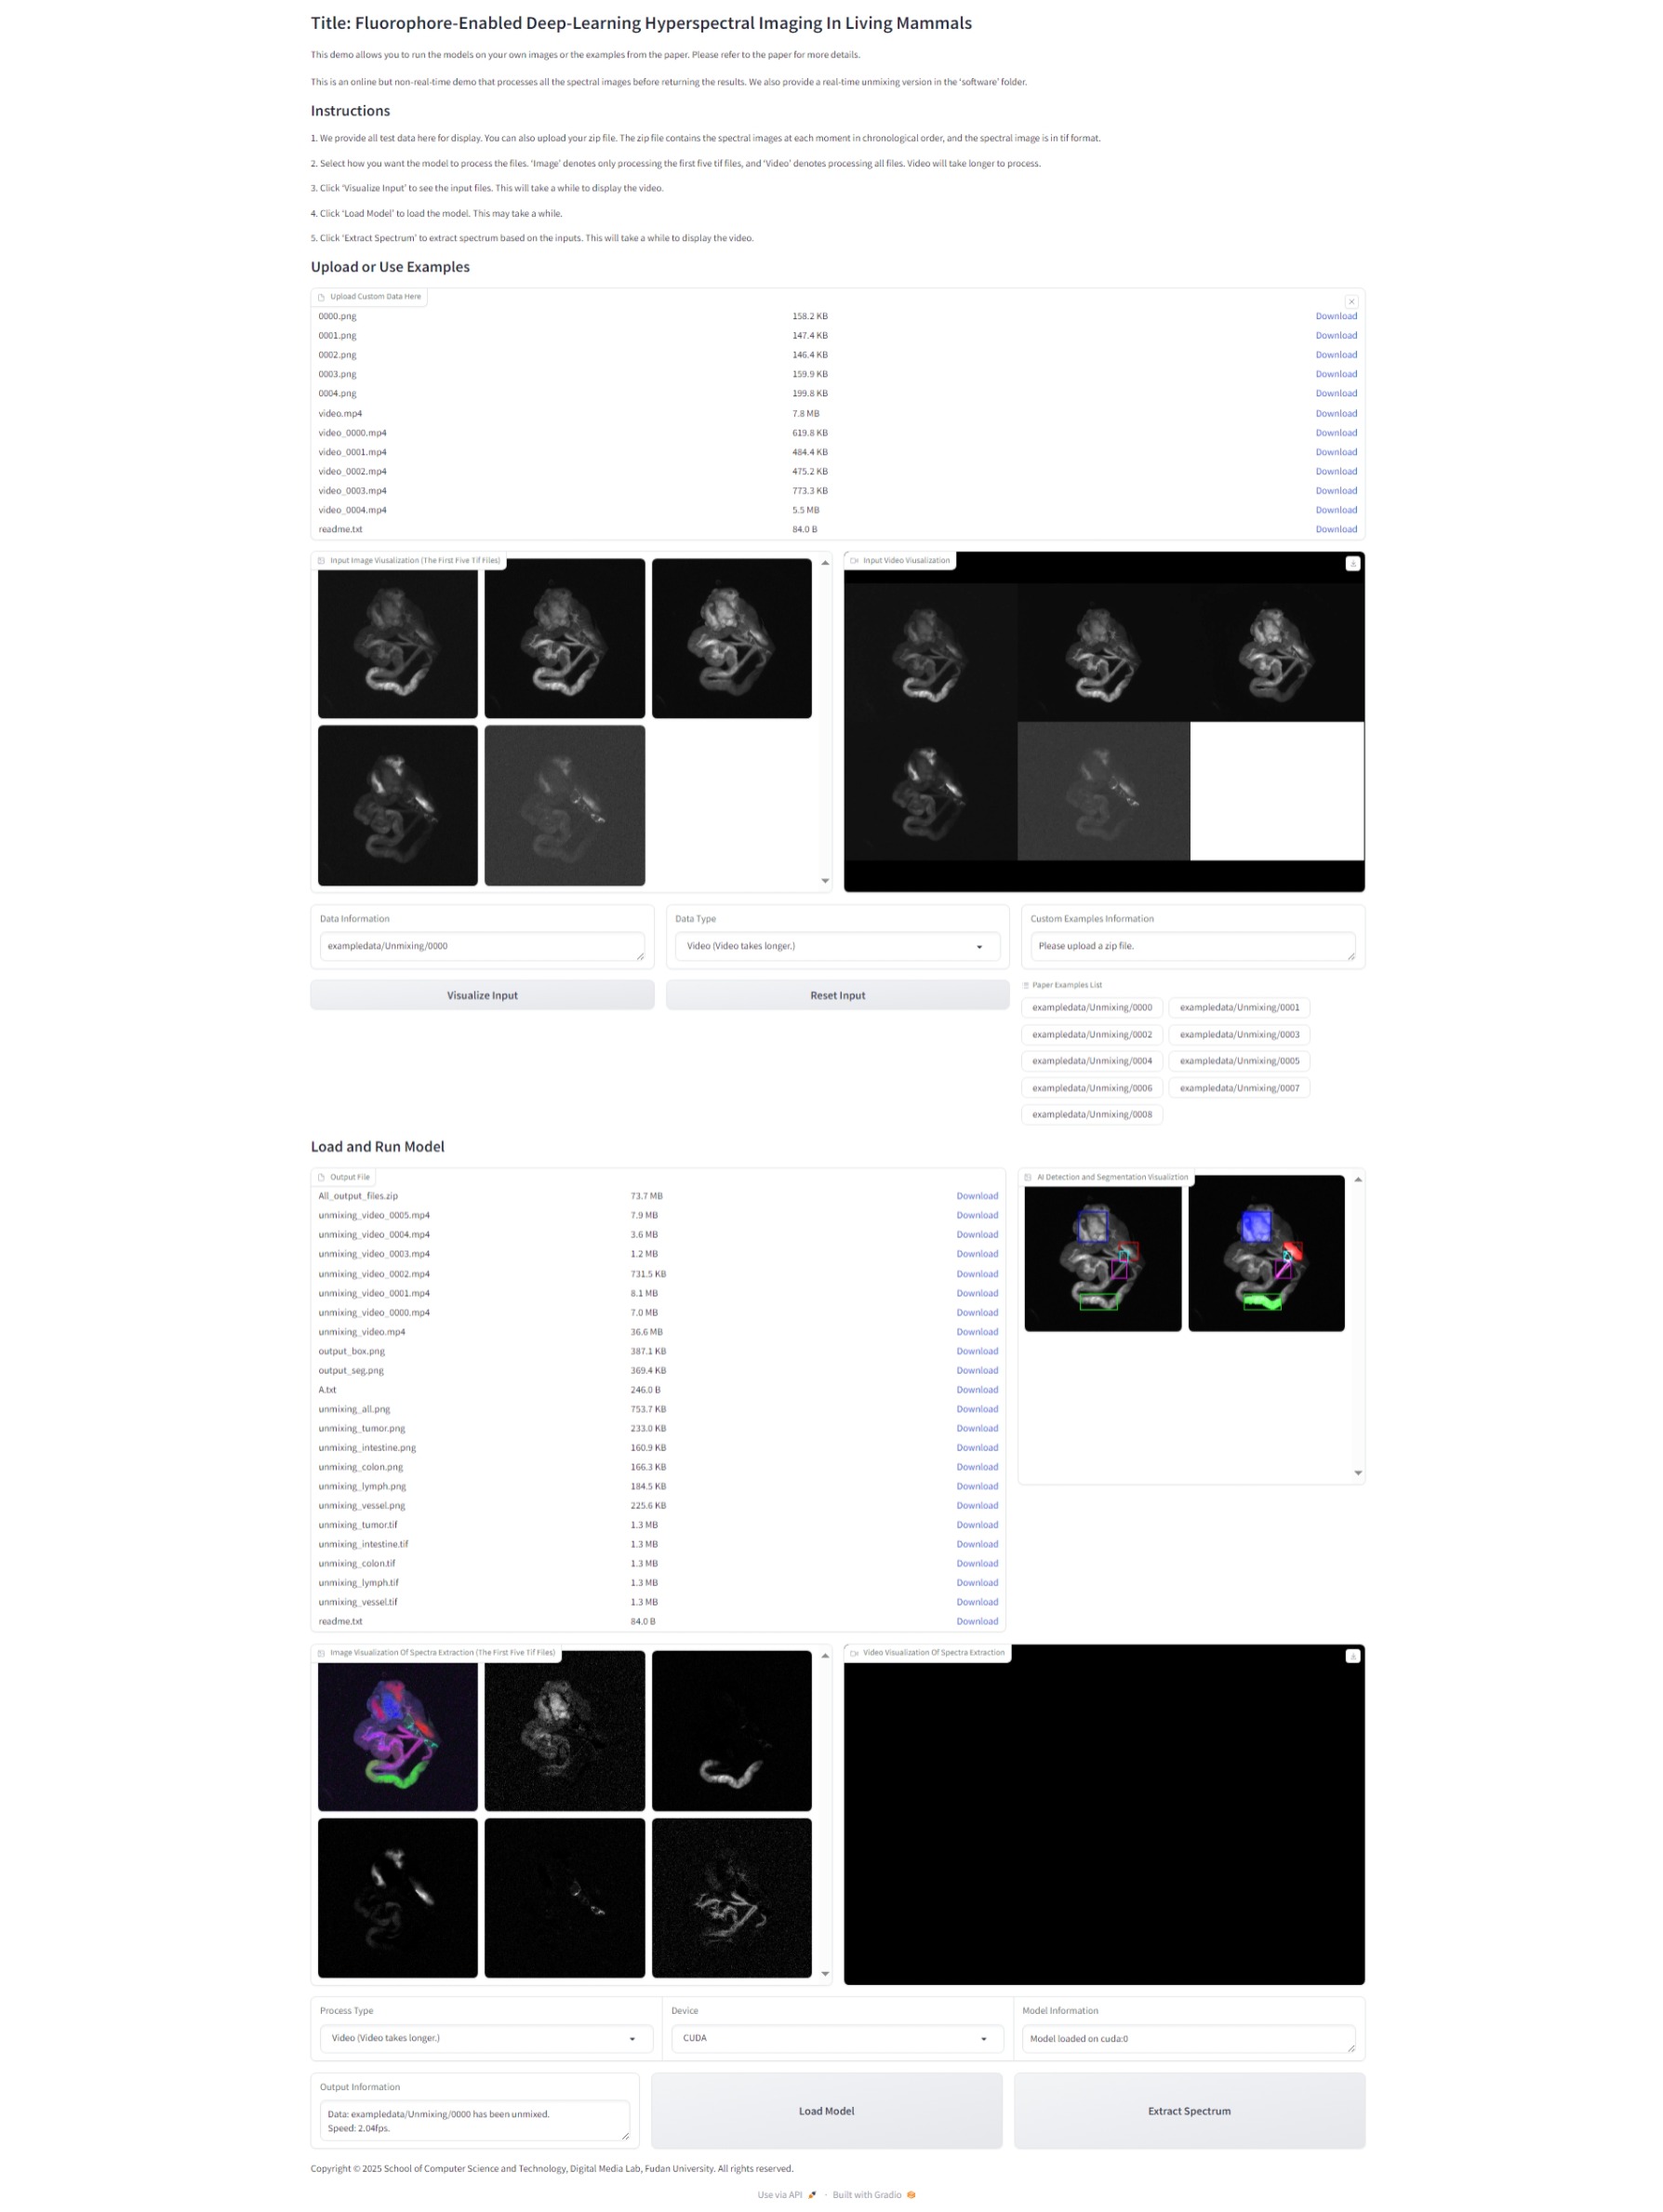 Title: Fluorophore-Enabled Deep-Learning Hyperspectral Imaging In Living Mammals
This demo allows you to run the models on your own images or the examples from the paper. Please refer to the paper for more details.
This is an online but non-real-time demo that processes all the spectral images before returning the results. We also provide a real-time unmixing version in the 'software' folder.
Instructions
1. We provide all test data here for display. You can also upload your zip file. The zip file contains the spectral images at each moment in chronological order, and the spectral image is in tif format.
2. Select how you want the model to process the files. 'Image' denotes only processing the first five tif files, and 'Video' denotes processing all files. Video will take longer to process.
3. Click 'Visualize Input' to see the input files. This will take a while to display the video.
4. Click 'Load Model' to load the model. This may take a while.
5. Click 'Extract Spectrum' to extract spectrum based on the inputs. This will take a while to display the video.
Upload or Use Examples
Upload Custom Data Here
0000.png 158.2 KB Download
0001.png 147.4 KB Download
0002.png 146.4 KB Download
0003.png 159.9 KB Download
0004.png 199.8 KB Download
video.mp4 7.8 MB Download
video_0000.mp4 619.8 KB Download
video_0001.mp4 484.4 KB Download
video_0002.mp4 475.2 KB Download
video_0003.mp4 773.3 KB Download
video_0004.mp4 5.5 MB Download
readme.txt 84.0 B Download
Input Image Viusalization (The First Five Tif Files)
Input Video Viusalization
Data Information
exampledata/Unmixing/0000
Data Type
Video (Video takes longer.)
Custom Examples Information
Please upload a zip file.
Visualize Input
Reset Input
Paper Examples List
exampledata/Unmixing/0000 exampledata/Unmixing/0001
exampledata/Unmixing/0002 exampledata/Unmixing/0003
exampledata/Unmixing/0004 exampledata/Unmixing/0005
exampledata/Unmixing/0006 exampledata/Unmixing/0007
exampledata/Unmixing/0008
Load and Run Model
Output File
All_output_files.zip 73.7 MB Download
unmixing_video_0005.mp4 7.9 MB Download
unmixing_video_0004.mp4 3.6 MB Download
unmixing_video_0003.mp4 1.2 MB Download
unmixing_video_0002.mp4 731.5 KB Download
unmixing_video_0001.mp4 8.1 MB Download
unmixing_video_0000.mp4 7.0 MB Download
unmixing_video.mp4 36.6 MB Download
output_box.png 387.1 KB Download
output_seg.png 369.4 KB Download
A.txt 246.0 B Download
unmixing_all.png 753.7 KB Download
unmixing_tumor.png 233.0 KB Download
unmixing_intestine.png 160.9 KB Download
unmixing_colon.png 166.3 KB Download
unmixing_lymph.png 184.5 KB Download
unmixing_vessel.png 225.6 KB Download
unmixing_tumor.tif 1.3 MB Download
unmixing_intestine.tif 1.3 MB Download
unmixing_colon.tif 1.3 MB Download
unmixing_lymph.tif 1.3 MB Download
unmixing_vessel.tif 1.3 MB Download
readme.txt 84.0 B Download
AI Detection and Segmentation Visualiztion
Image Visualization Of Spectra Extraction (The First Five Tif Files)
Video Visualization Of Spectra Extraction
Process Type
Video (Video takes longer.)
Device
CUDA
Model Information
Model loaded on cuda:0
Output Information
Data: exampledata/Unmixing/0000 has been unmixed.
Speed: 2.04fps.
Load Model
Extract Spectrum
Copyright © 2025 School of Computer Science and Technology, Digital Media Lab, Fudan University. All rights reserved.
Use via API · Built with Gradio